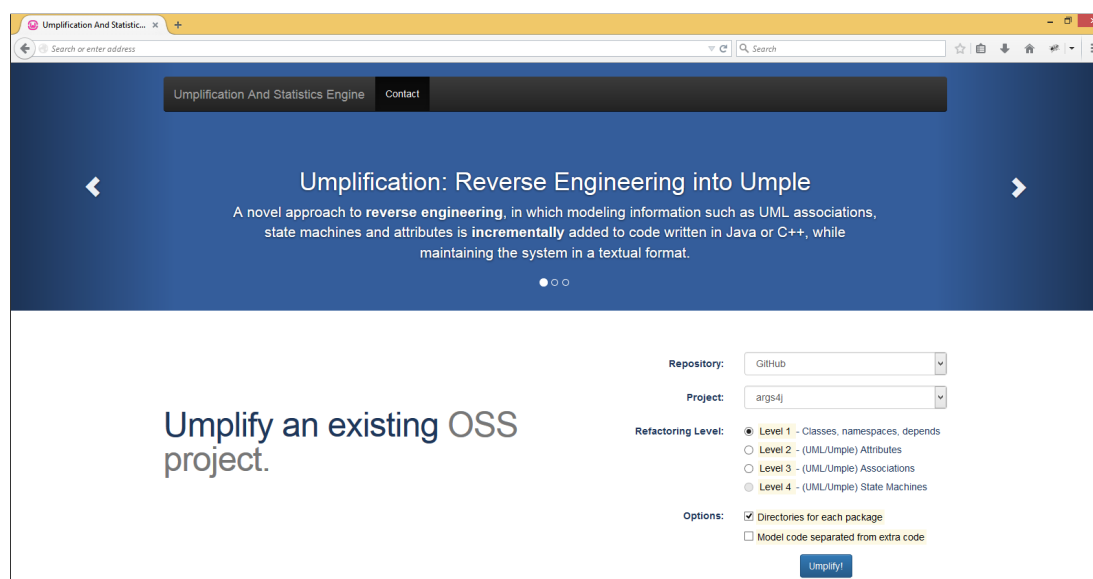 Umplification And Statistic...
Search or enter address
Search
Umplification And Statistics Engine Contact
Umplification: Reverse Engineering into Umple
A novel approach to reverse engineering, in which modeling information such as UML associations,
state machines and attributes is incrementally added to code written in Java or C++, while
maintaining the system in a textual format.
Umplify an existing OSS
project.
Repository: GitHub
Project: args4j
Refactoring Level: Level 1 - Classes, namespaces, depends
Level 2 - (UML/Umple) Attributes
Level 3 - (UML/Umple) Associations
Level 4 - (UML/Umple) State Machines
Options: Directories for each package
Model code separated from extra code
Umplify!